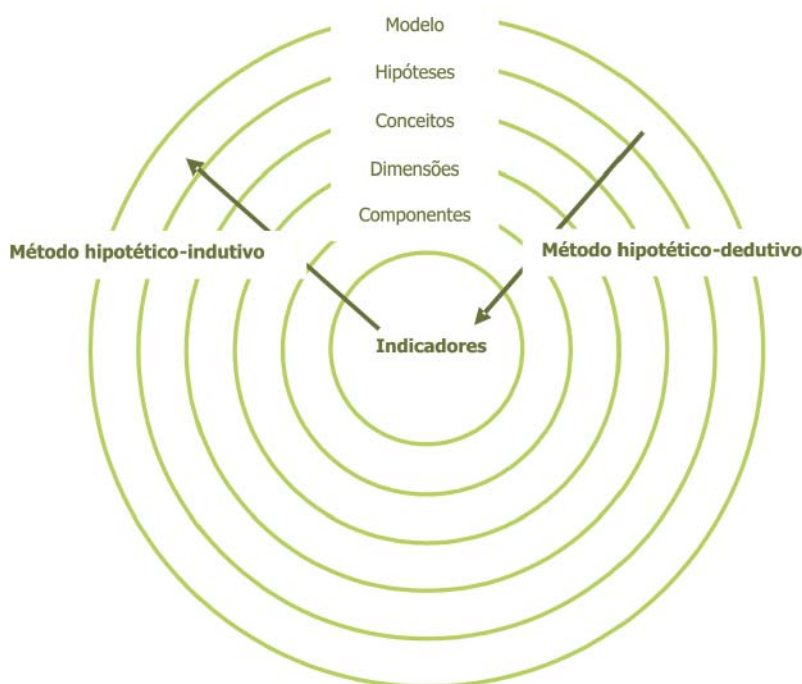 Modelo
Hipóteses
Conceitos
Dimensões
Componentes
Método hipotético-indutivo
Método hipotético-dedutivo
Indicadores